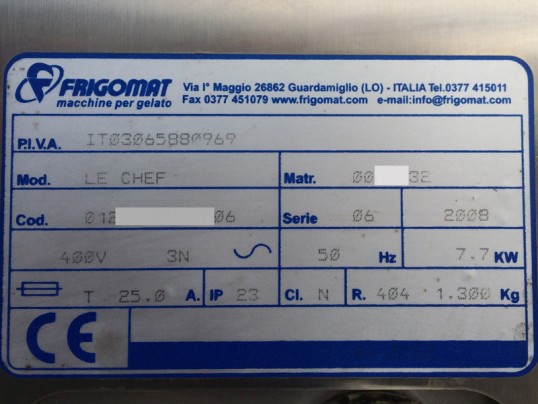 FRIGOMAT
macchine per gelato
Via I° Maggio 26862 Guardamiglio (LO) - ITALIA Tel.0377 415011
Fax 0377 451079 www.frigomat.com e-mail:info@frigomat.com
P.I.V.A. IT03065880969
Mod. LE CHEF Matr. 00 32
Cod. 012 06 Serie 06 2008
400V 3N 50 Hz 7.7 KW
T 25.0 A. IP 23 Cl. N R. 404 1.300 Kg
CE